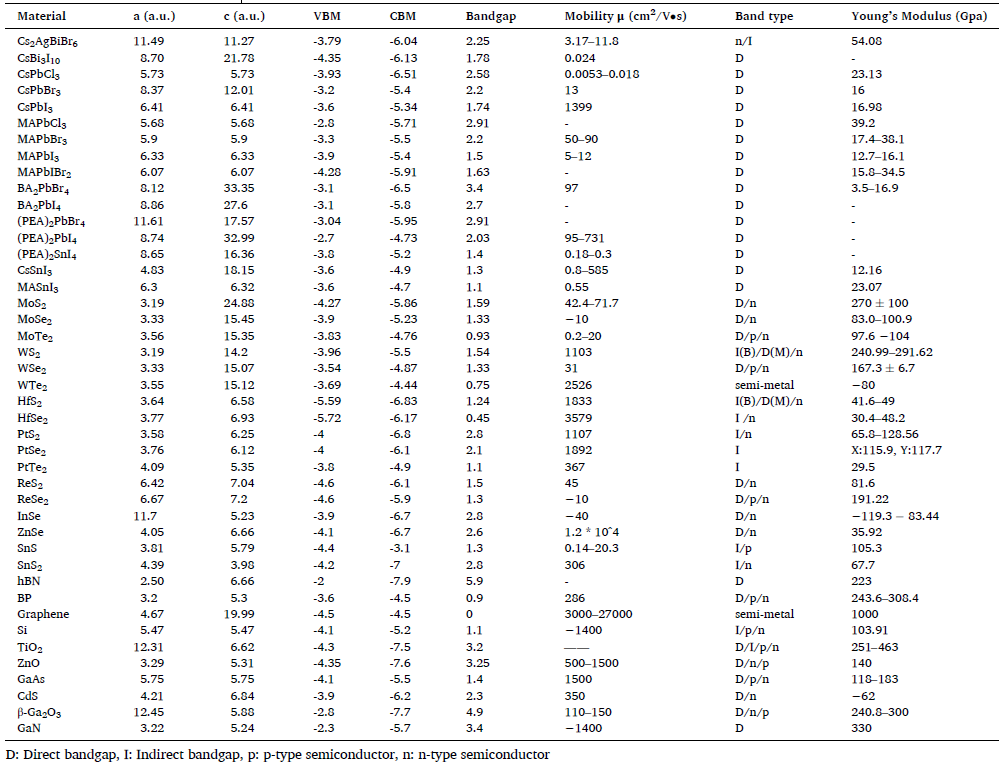 Material a (a.u.) c (a.u.) VBM CBM Bandgap Mobility μ (cm²/V•s) Band type Young's Modulus (Gpa)
Cs₂AgBiBr₆ 11.49 11.27 -3.79 -6.04 2.25 3.17–11.8 n/I 54.08
CsBi₃I₁₀ 8.70 21.78 -4.35 -6.13 1.78 0.024 D -
CsPbCl₃ 5.73 5.73 -3.93 -6.51 2.58 0.0053–0.018 D 23.13
CsPbBr₃ 8.37 12.01 -3.2 -5.4 2.2 13 D 16
CsPbI₃ 6.41 6.41 -3.6 -5.34 1.74 1399 D 16.98
MAPbCl₃ 5.68 5.68 -2.8 -5.71 2.91 - D 39.2
MAPbBr₃ 5.9 5.9 -3.3 -5.5 2.2 50–90 D 17.4–38.1
MAPbI₃ 6.33 6.33 -3.9 -5.4 1.5 5–12 D 12.7–16.1
MAPbIBr₂ 6.07 6.07 -4.28 -5.91 1.63 - D 15.8–34.5
BA₂PbBr₄ 8.12 33.35 -3.1 -6.5 3.4 97 D 3.5–16.9
BA₂PbI₄ 8.86 27.6 -3.1 -5.8 2.7 - D -
(PEA)₂PbBr₄ 11.61 17.57 -3.04 -5.95 2.91 - D -
(PEA)₂PbI₄ 8.74 32.99 -2.7 -4.73 2.03 95–731 D -
(PEA)₂SnI₄ 8.65 16.36 -3.8 -5.2 1.4 0.18–0.3 D -
CsSnI₃ 4.83 18.15 -3.6 -4.9 1.3 0.8–585 D 12.16
MASnI₃ 6.3 6.32 -3.6 -4.7 1.1 0.55 D 23.07
MoS₂ 3.19 24.88 -4.27 -5.86 1.59 42.4–71.7 D/n 270 ± 100
MoSe₂ 3.33 15.45 -3.9 -5.23 1.33 −10 D/n 83.0–100.9
MoTe₂ 3.56 15.35 -3.83 -4.76 0.93 0.2–20 D/p/n 97.6 −104
WS₂ 3.19 14.2 -3.96 -5.5 1.54 1103 I(B)/D(M)/n 240.99–291.62
WSe₂ 3.33 15.07 -3.54 -4.87 1.33 31 D/p/n 167.3 ± 6.7
WTe₂ 3.55 15.12 -3.69 -4.44 0.75 2526 semi-metal −80
HfS₂ 3.64 6.58 -5.59 -6.83 1.24 1833 I(B)/D(M)/n 41.6–49
HfSe₂ 3.77 6.93 -5.72 -6.17 0.45 3579 I /n 30.4–48.2
PtS₂ 3.58 6.25 -4 -6.8 2.8 1107 I/n 65.8–128.56
PtSe₂ 3.76 6.12 -4 -6.1 2.1 1892 I X:115.9, Y:117.7
PtTe₂ 4.09 5.35 -3.8 -4.9 1.1 367 I 29.5
ReS₂ 6.42 7.04 -4.6 -6.1 1.5 45 D/n 81.6
ReSe₂ 6.67 7.2 -4.6 -5.9 1.3 −10 D/p/n 191.22
InSe 11.7 5.23 -3.9 -6.7 2.8 −40 D/n −119.3 − 83.44
ZnSe 4.05 6.66 -4.1 -6.7 2.6 1.2 * 10ˆ4 D/n 35.92
SnS 3.81 5.79 -4.4 -3.1 1.3 0.14–20.3 I/p 105.3
SnS₂ 4.39 3.98 -4.2 -7 2.8 306 I/n 67.7
hBN 2.50 6.66 -2 -7.9 5.9 - D 223
BP 3.2 5.3 -3.6 -4.5 0.9 286 D/p/n 243.6–308.4
Graphene 4.67 19.99 -4.5 -4.5 0 3000–27000 semi-metal 1000
Si 5.47 5.47 -4.1 -5.2 1.1 −1400 I/p/n 103.91
TiO₂ 12.31 6.62 -4.3 -7.5 3.2 —— D/I/p/n 251–463
ZnO 3.29 5.31 -4.35 -7.6 3.25 500–1500 D/n/p 140
GaAs 5.75 5.75 -4.1 -5.5 1.4 1500 D/p/n 118–183
CdS 4.21 6.84 -3.9 -6.2 2.3 350 D/n −62
β-Ga₂O₃ 12.45 5.88 -2.8 -7.7 4.9 110–150 D/n/p 240.8–300
GaN 3.22 5.24 -2.3 -5.7 3.4 −1400 D 330
D: Direct bandgap, I: Indirect bandgap, p: p-type semiconductor, n: n-type semiconductor